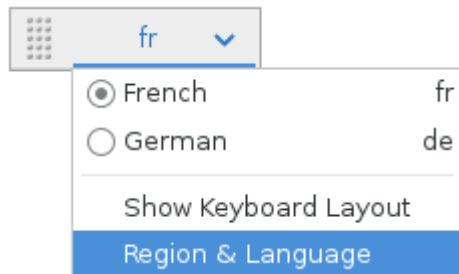 fr
French fr
German de
Show Keyboard Layout
Region & Language